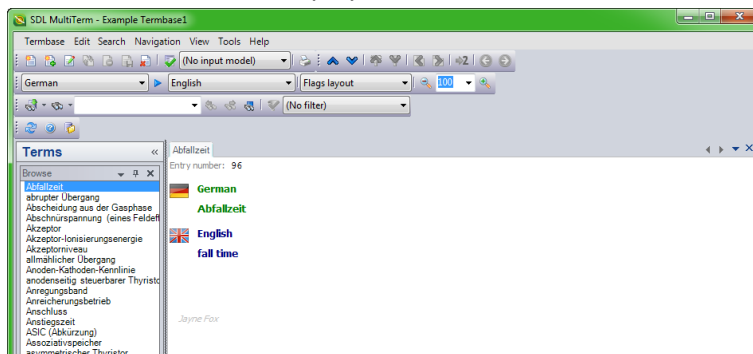 SDL MultiTerm - Example Termbase1
Termbase Edit Search Navigation View Tools Help
(No input model)
German English Flags layout 100
(No filter)
Terms
Browse
Abfallzeit
abrupter Übergang
Abscheidung aus der Gasphase
Abschnürspannung (eines Feldeff
Akzeptor
Akzeptor-Ionisierungsenergie
Akzeptorniveau
allmählicher Übergang
Anoden-Kathoden-Kennlinie
anodenseitig steuerbarer Thyristo
Anregungsband
Anreicherungsbetrieb
Anschluss
Anstiegszeit
ASIC (Abkürzung)
Assoziativspeicher
asymmetrischer Thyristor
Abfallzeit
Entry number: 96
German
Abfallzeit
English
fall time
Jayne Fox